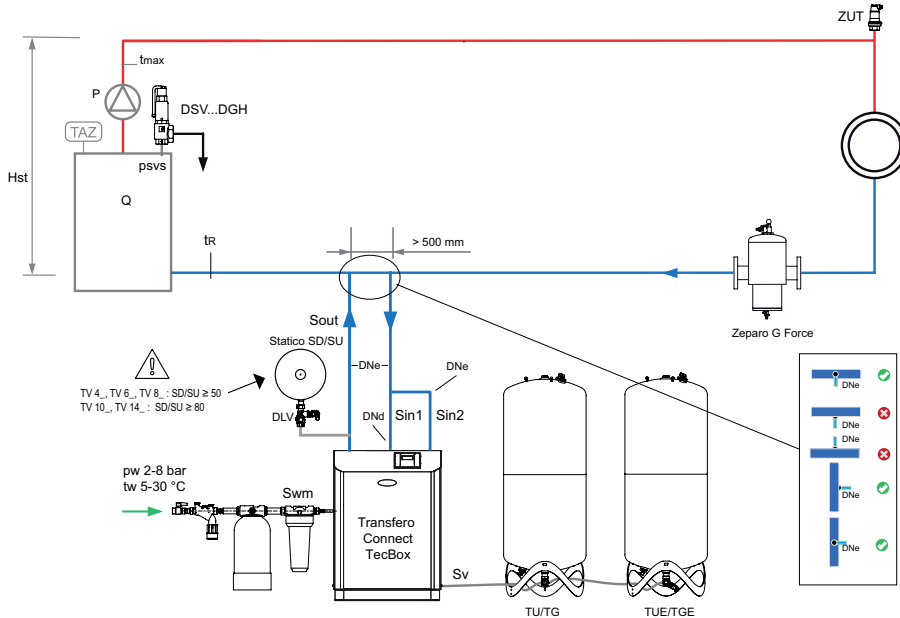 ZUT
tmax
P
DSV...DGH
TAZ
psvs
Hst
Q
tR
> 500 mm
Zeparo G Force
Sout
Statico SD/SU
DNe
DNe
TV 4_, TV 6_, TV 8_ : SD/SU ≥ 50
TV 10_, TV 14_ : SD/SU ≥ 80
DLV
DNd
Sin1
Sin2
DNe
DNe
DNe
DNe
DNe
pw 2-8 bar
tw 5-30 °C
Swm
Transfero
Connect
TecBox
Sv
TU/TG
TUE/TGE